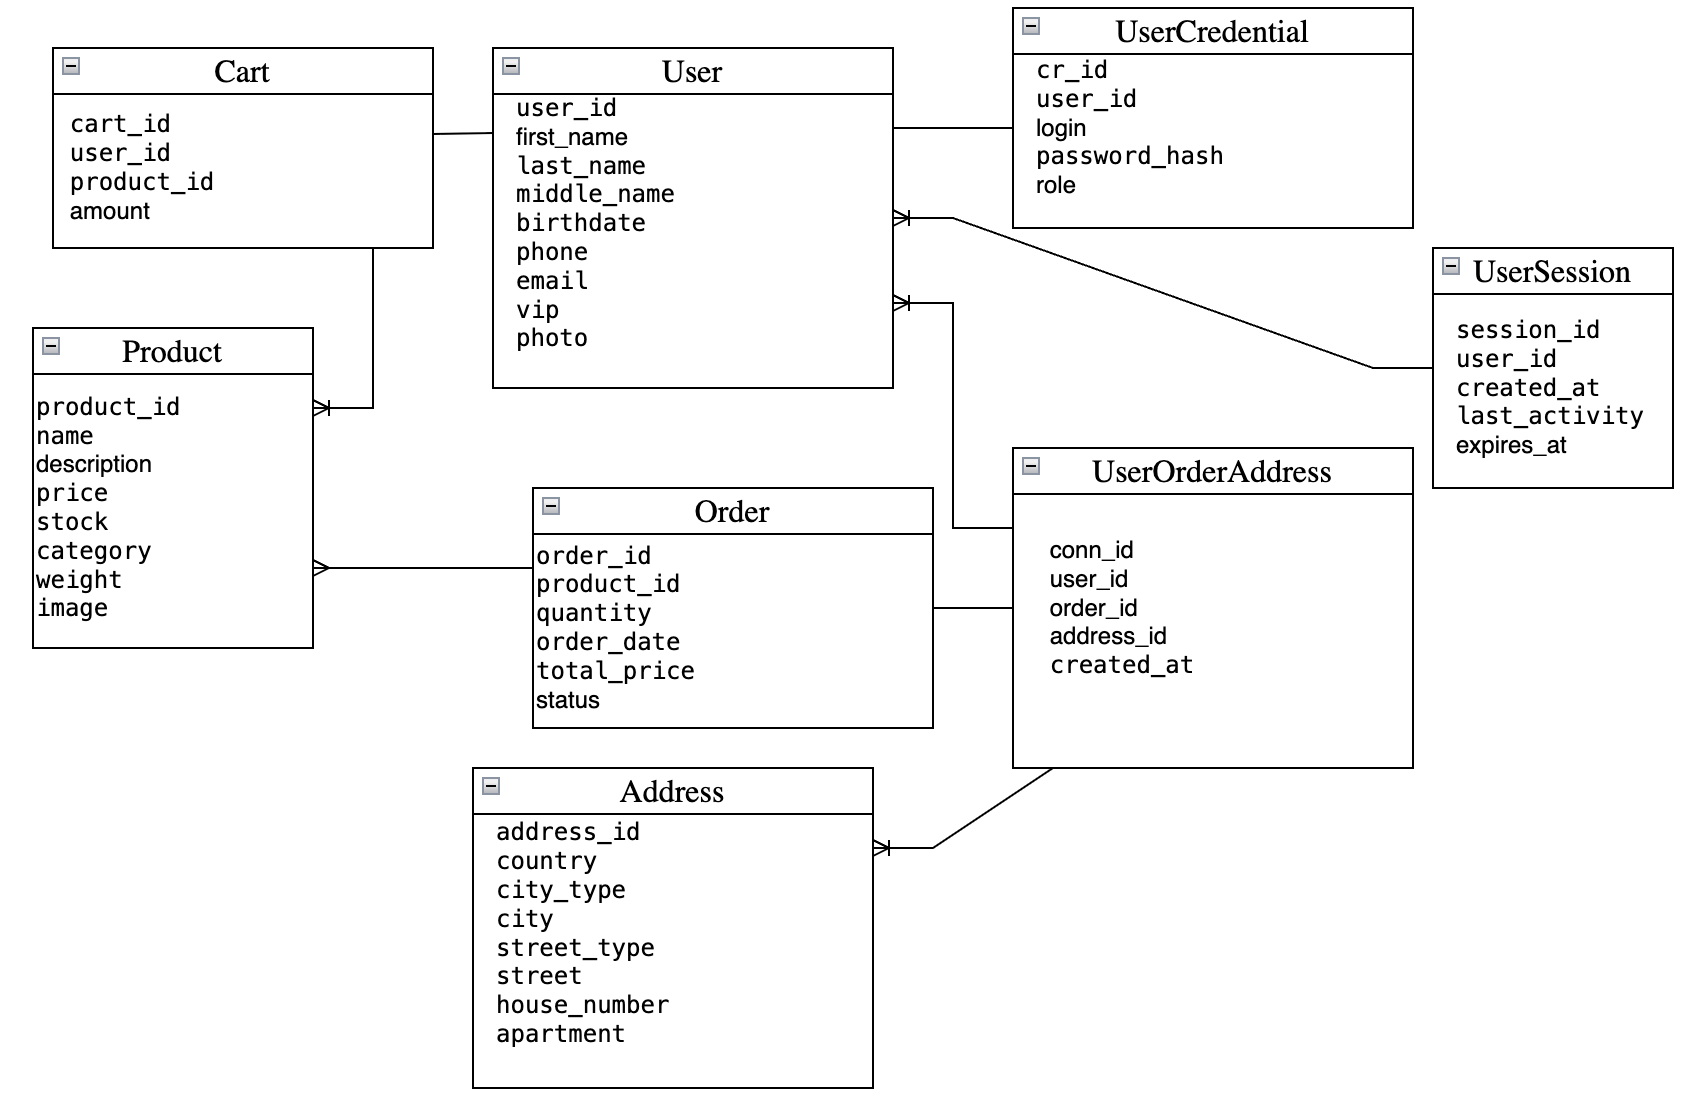 Cart
cart_id
user_id
product_id
amount
User
user_id
first_name
last_name
middle_name
birthdate
phone
email
vip
photo
UserCredential
cr_id
user_id
login
password_hash
role
UserSession
session_id
user_id
created_at
last_activity
expires_at
Product
product_id
name
description
price
stock
category
weight
image
Order
order_id
product_id
quantity
order_date
total_price
status
UserOrderAddress
conn_id
user_id
order_id
address_id
created_at
Address
address_id
country
city_type
city
street_type
street
house_number
apartment